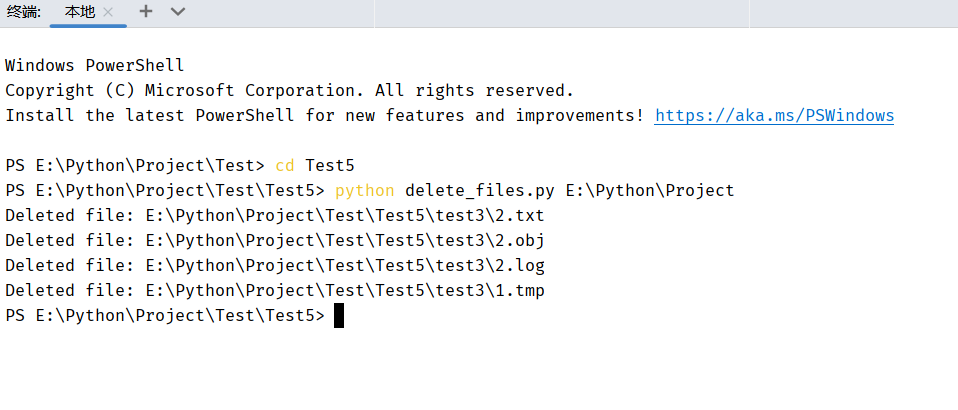 终端: 本地
Windows PowerShell
Copyright (C) Microsoft Corporation. All rights reserved.
Install the latest PowerShell for new features and improvements! https://aka.ms/PSWindows
PS E:\Python\Project\Test> cd Test5
PS E:\Python\Project\Test\Test5> python delete_files.py E:\Python\Project
Deleted file: E:\Python\Project\Test\Test5\test3\2.txt
Deleted file: E:\Python\Project\Test\Test5\test3\2.obj
Deleted file: E:\Python\Project\Test\Test5\test3\2.log
Deleted file: E:\Python\Project\Test\Test5\test3\1.tmp
PS E:\Python\Project\Test\Test5>